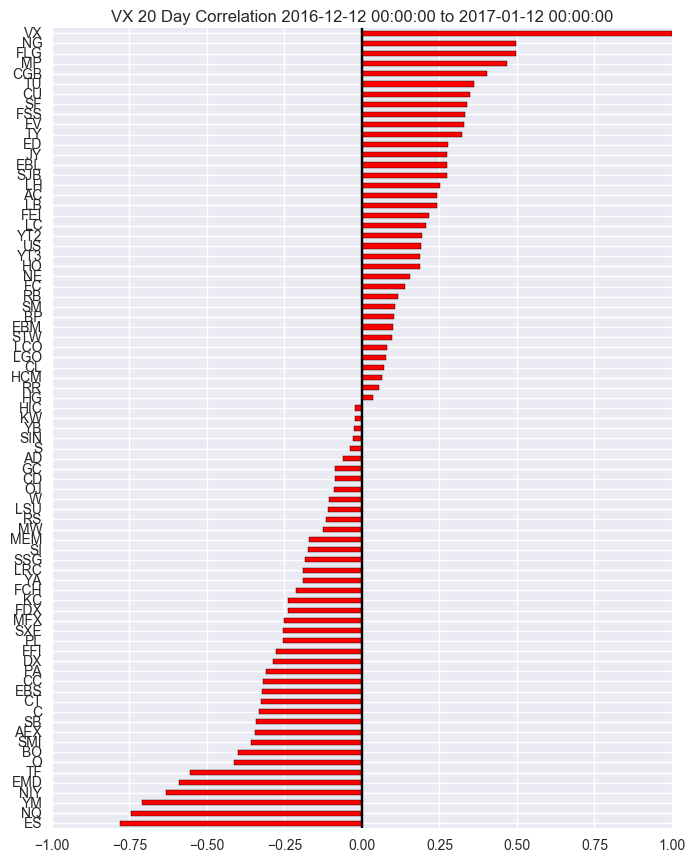 VX 20 Day Correlation 2016-12-12 00:00:00 to 2017-01-12 00:00:00
VX
NG
FLG
MP
CGB
TU
CU
SF
FSS
FV
TY
ED
JY
EBL
SJB
LH
AC
LB
FEI
LC
YT2
US
YT3
HO
NE
FC
RB
SM
BP
EBM
STW
LCO
LGO
CL
HCM
RR
HG
HIC
KW
YB
SIN
S
AD
GC
CD
OJ
W
LSU
RS
MW
MEM
SI
SSG
LRC
YA
FCH
KC
FDX
MFX
SXE
PL
FFI
DX
PA
CC
EBS
CT
C
SB
AEX
SMI
BO
O
TF
EMD
NIY
YM
NQ
ES
−1.00 −0.75 −0.50 −0.25 0.00 0.25 0.50 0.75 1.00